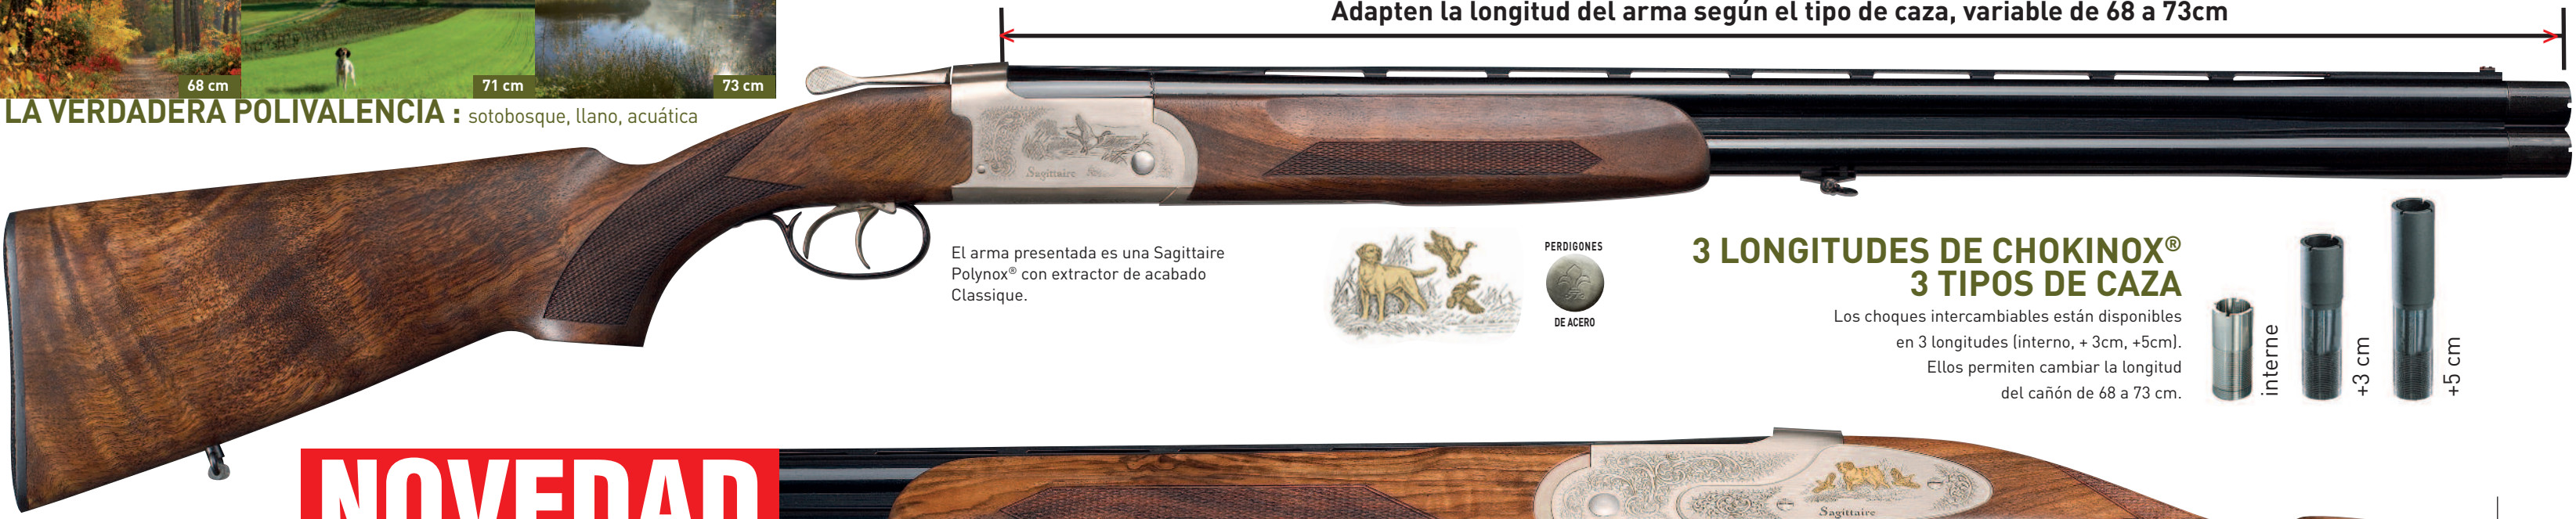 Adapten la longitud del arma según el tipo de caza, variable de 68 a 73cm
68 cm
71 cm
73 cm
LA VERDADERA POLIVALENCIA : sotobosque, llano, acuática
Sagittaire
El arma presentada es una Sagittaire
Polynox® con extractor de acabado
Classique.
PERDIGONES
DE ACERO
3 LONGITUDES DE CHOKINOX®
3 TIPOS DE CAZA
Los choques intercambiables están disponibles
en 3 longitudes (interno, + 3cm, +5cm).
Ellos permiten cambiar la longitud
del cañón de 68 a 73 cm.
interne
+3 cm
+5 cm
NOVEDAD
Sagittaire